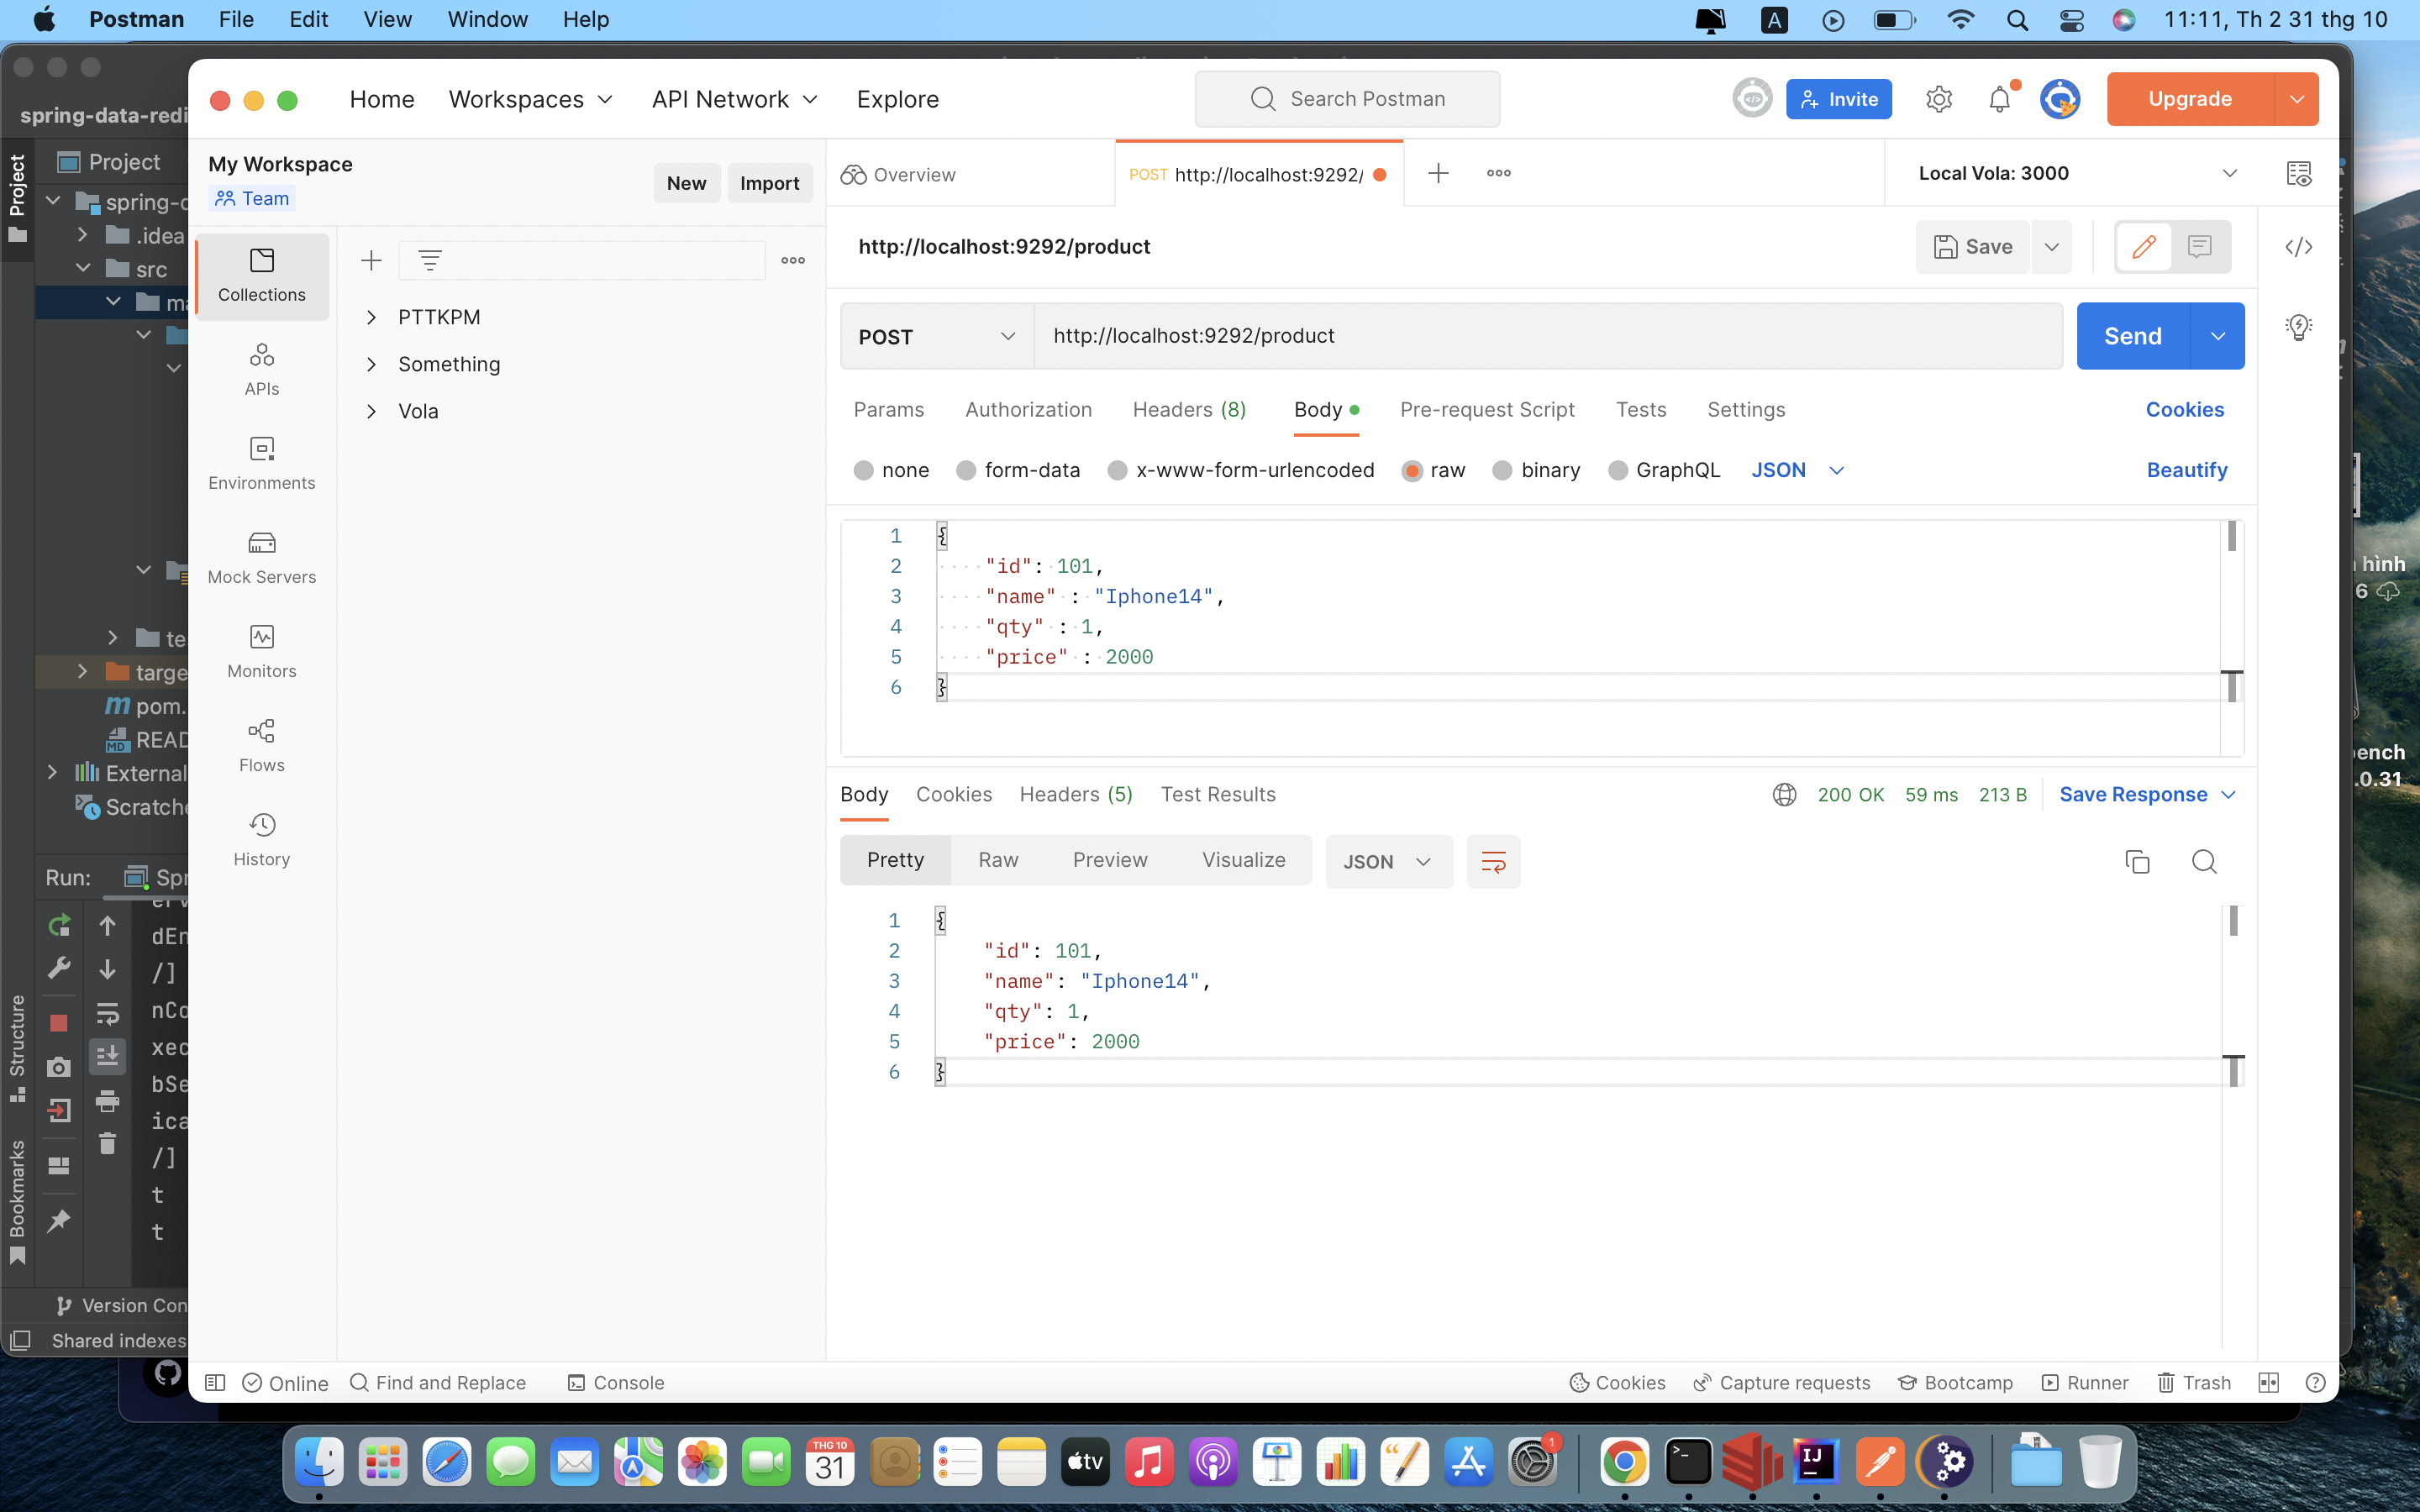 Postman File Edit View Window Help
A
11:11, Th 2 31 thg 10
spring-data-redi
Home Workspaces API Network Explore
Search Postman
Invite
Upgrade
Project
Project
spring-d
.idea
src
ma
te
targe
pom.
READ
External
Scratche
My Workspace
Team
New Import
Overview
POST http://localhost:9292/
Local Vola: 3000
Collections
APIs
Environments
Mock Servers
Monitors
Flows
History
PTTKPM
Something
Vola
http://localhost:9292/product
Save
POST http://localhost:9292/product
Send
Params Authorization Headers (8) Body Pre-request Script Tests Settings
Cookies
none form-data x-www-form-urlencoded raw binary GraphQL JSON
Beautify
1 {
2 "id": 101,
3 "name" : "Iphone14",
4 "qty" : 1,
5 "price" : 2000
6 }
Body Cookies Headers (5) Test Results
200 OK 59 ms 213 B Save Response
Pretty Raw Preview Visualize JSON
1 {
2 "id": 101,
3 "name": "Iphone14",
4 "qty": 1,
5 "price": 2000
6 }
hình
6
ench
.0.31
Run: Spr
dEn
/]
nCo
xec
bSe
ica
/]
t
t
Structure
Bookmarks
Version Con
Shared indexes
Online Find and Replace Console
Cookies Capture requests Bootcamp Runner Trash
THG 10
31
tv
1
IJ